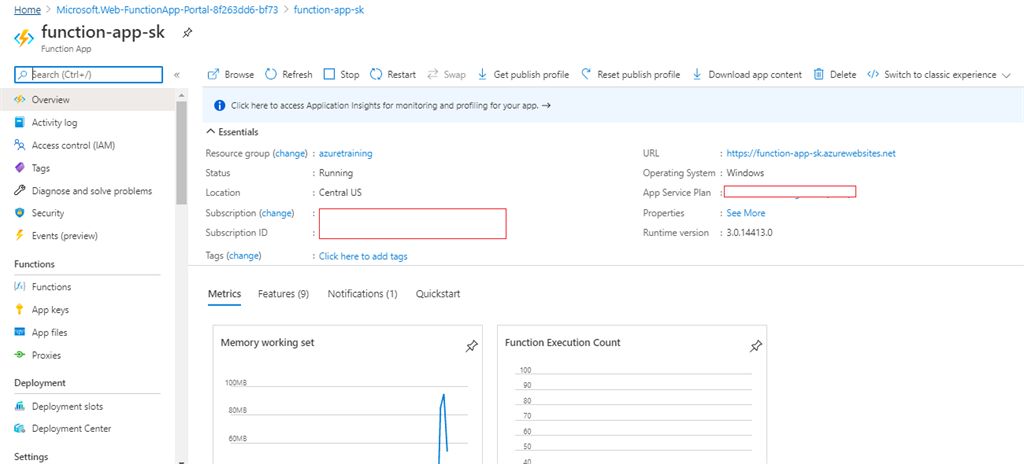 Home > Microsoft.Web-FunctionApp-Portal-8f263dd6-bf73 > function-app-sk
function-app-sk
Function App
Search (Ctrl+/)
«
Overview
Activity log
Access control (IAM)
Tags
Diagnose and solve problems
Security
Events (preview)
Functions
Functions
App keys
App files
Proxies
Deployment
Deployment slots
Deployment Center
Settings
Browse Refresh Stop Restart Swap Get publish profile Reset publish profile Download app content Delete Switch to classic experience
Click here to access Application Insights for monitoring and profiling for your app. →
Essentials
Resource group (change) : azuretraining
Status : Running
Location : Central US
Subscription (change) :
Subscription ID :
Tags (change) : Click here to add tags
URL : https://function-app-sk.azurewebsites.net
Operating System : Windows
App Service Plan :
Properties : See More
Runtime version : 3.0.14413.0
Metrics Features (9) Notifications (1) Quickstart
Memory working set
100MB
80MB
60MB
Function Execution Count
100
90
80
70
60
50
40